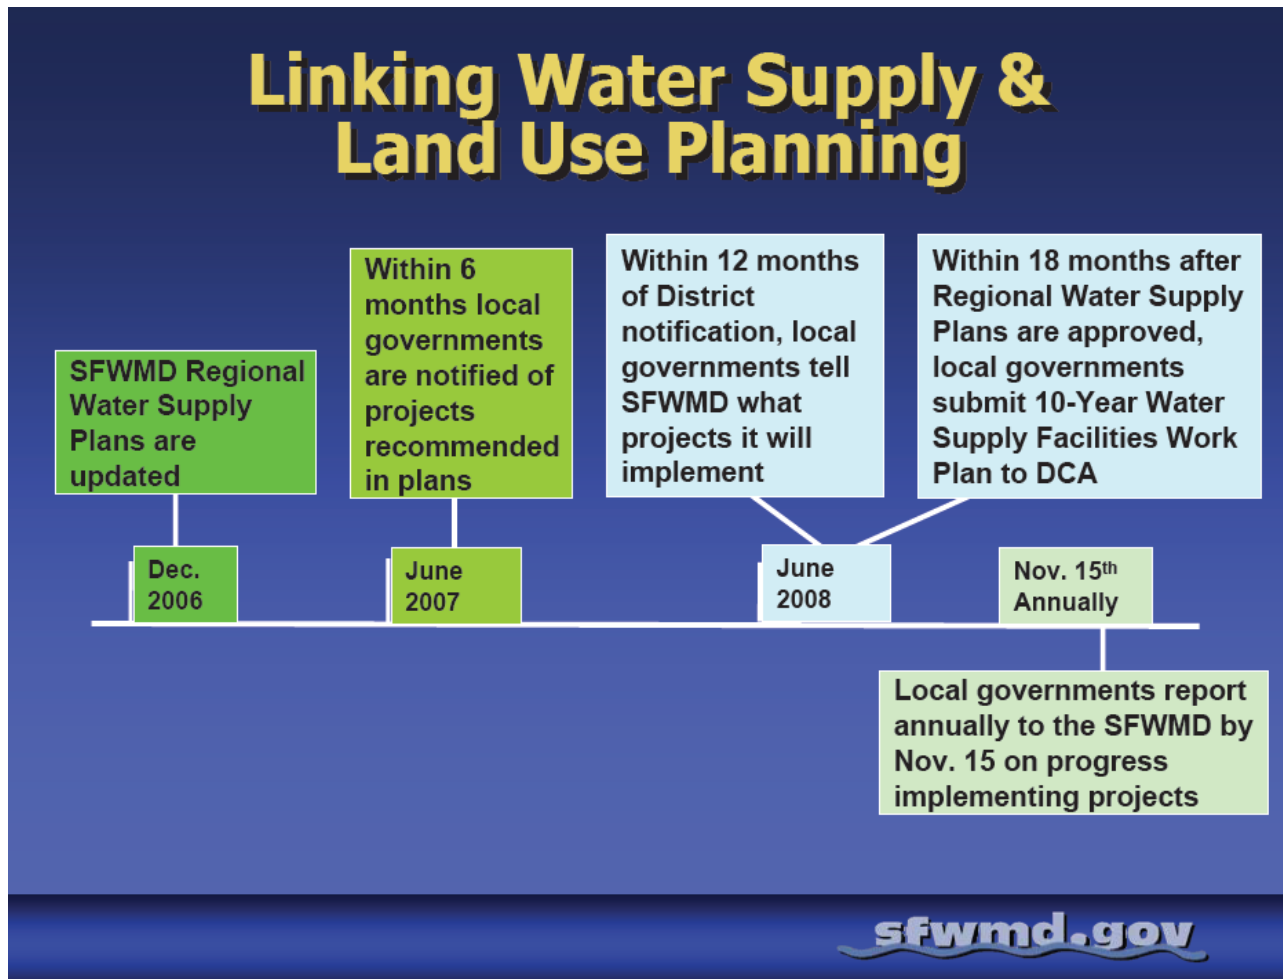 Linking Water Supply &
Land Use Planning
SFWMD Regional
Water Supply
Plans are
updated
Within 6
months local
governments
are notified of
projects
recommended
in plans
Within 12 months
of District
notification, local
governments tell
SFWMD what
projects it will
implement
Within 18 months after
Regional Water Supply
Plans are approved,
local governments
submit 10-Year Water
Supply Facilities Work
Plan to DCA
Dec.
2006
June
2007
June
2008
Nov. 15th
Annually
Local governments report
annually to the SFWMD by
Nov. 15 on progress
implementing projects
sfwmd.gov